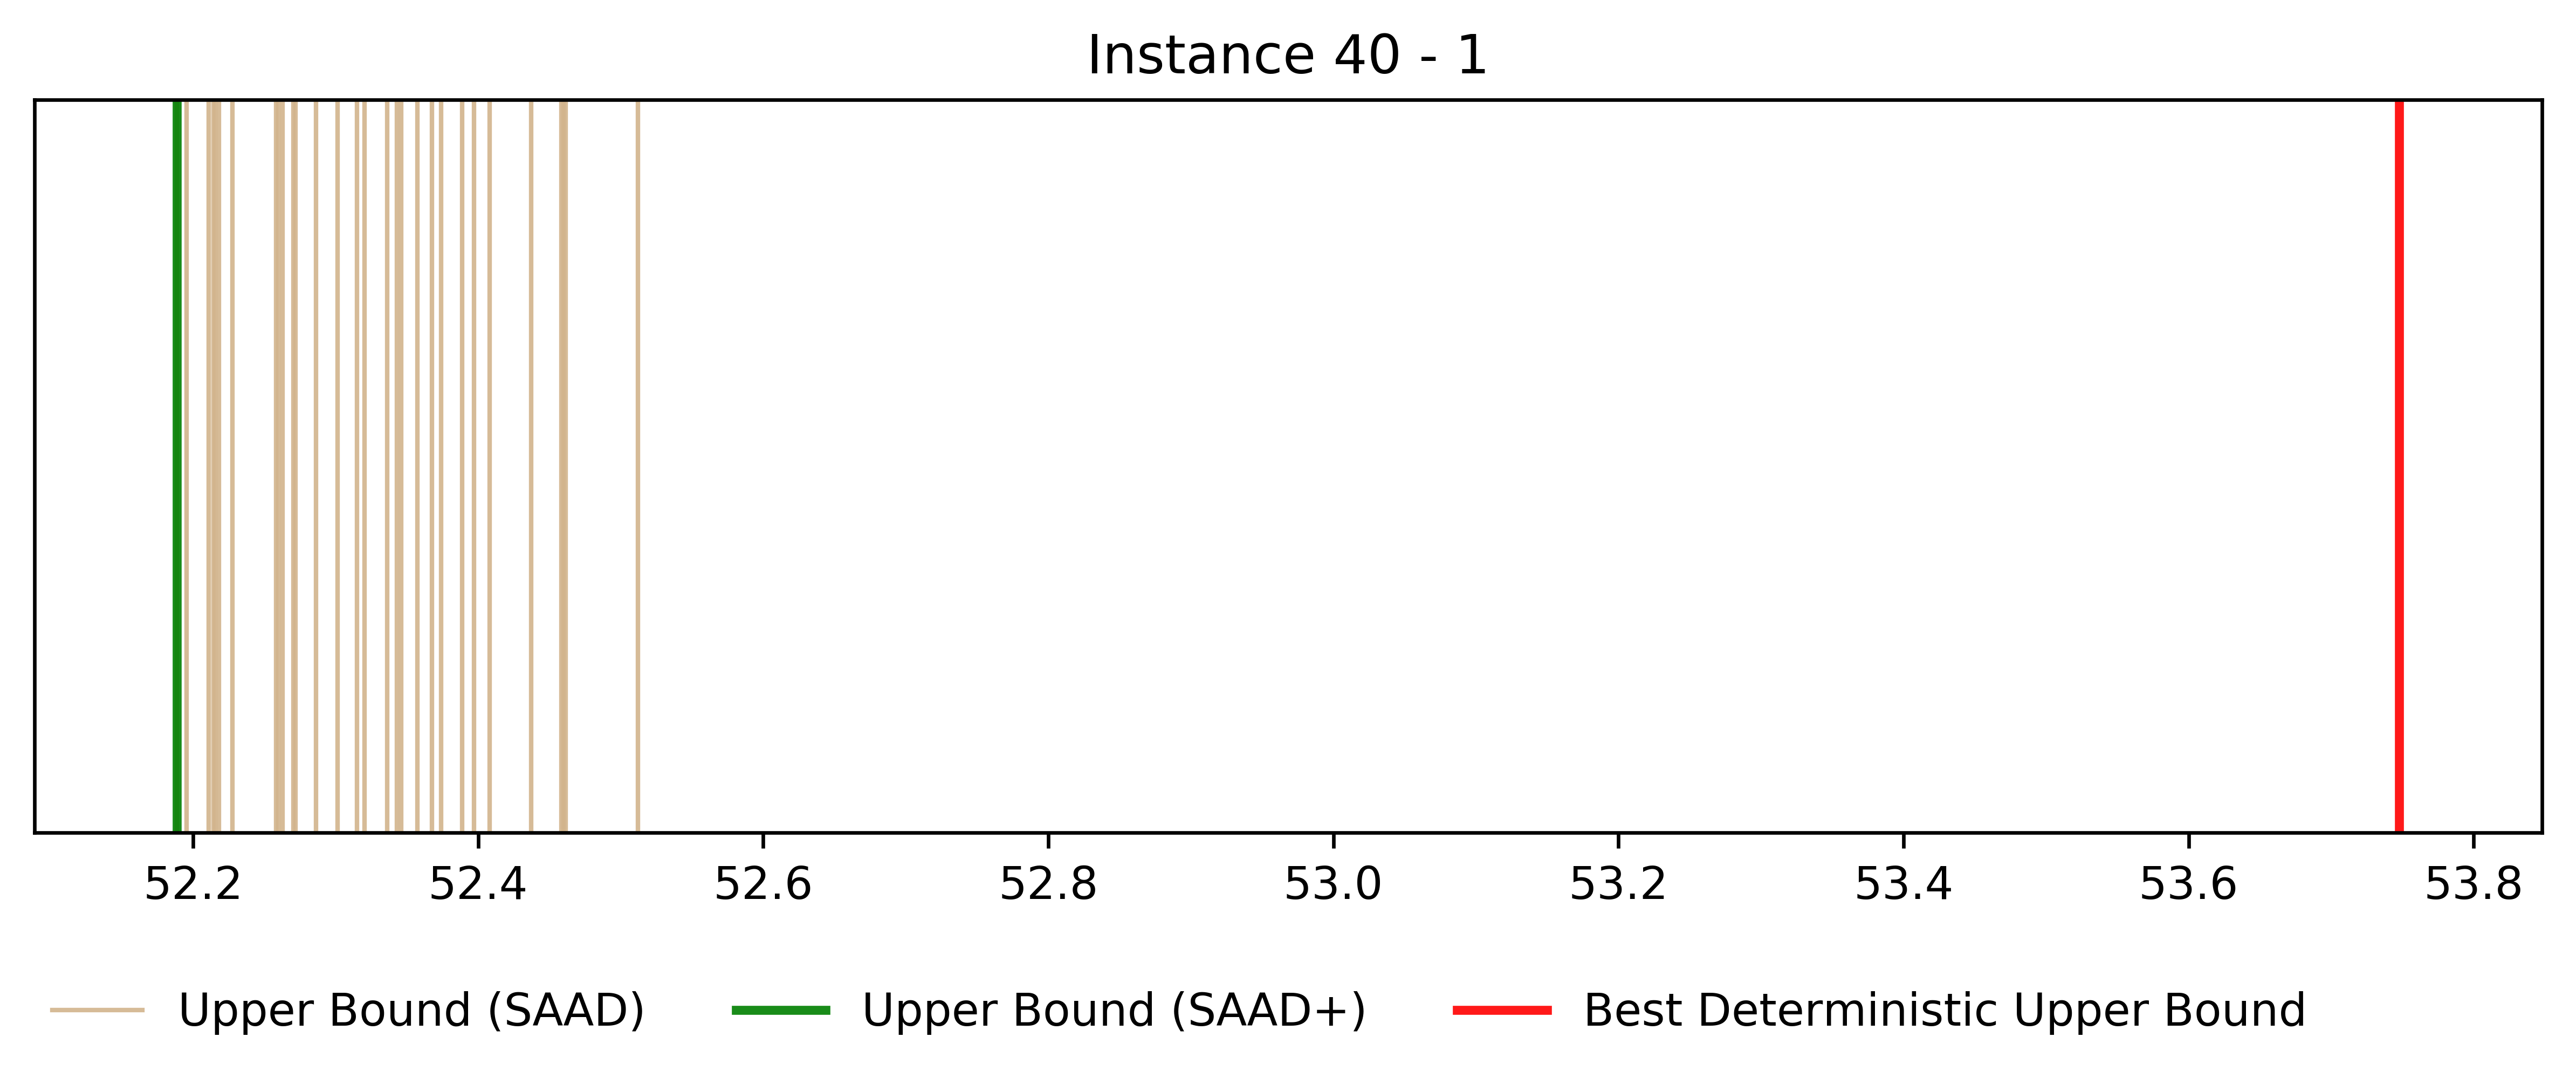 Instance 40 - 1
52.2 52.4 52.6 52.8 53.0 53.2 53.4 53.6 53.8
Upper Bound (SAAD) Upper Bound (SAAD+) Best Deterministic Upper Bound